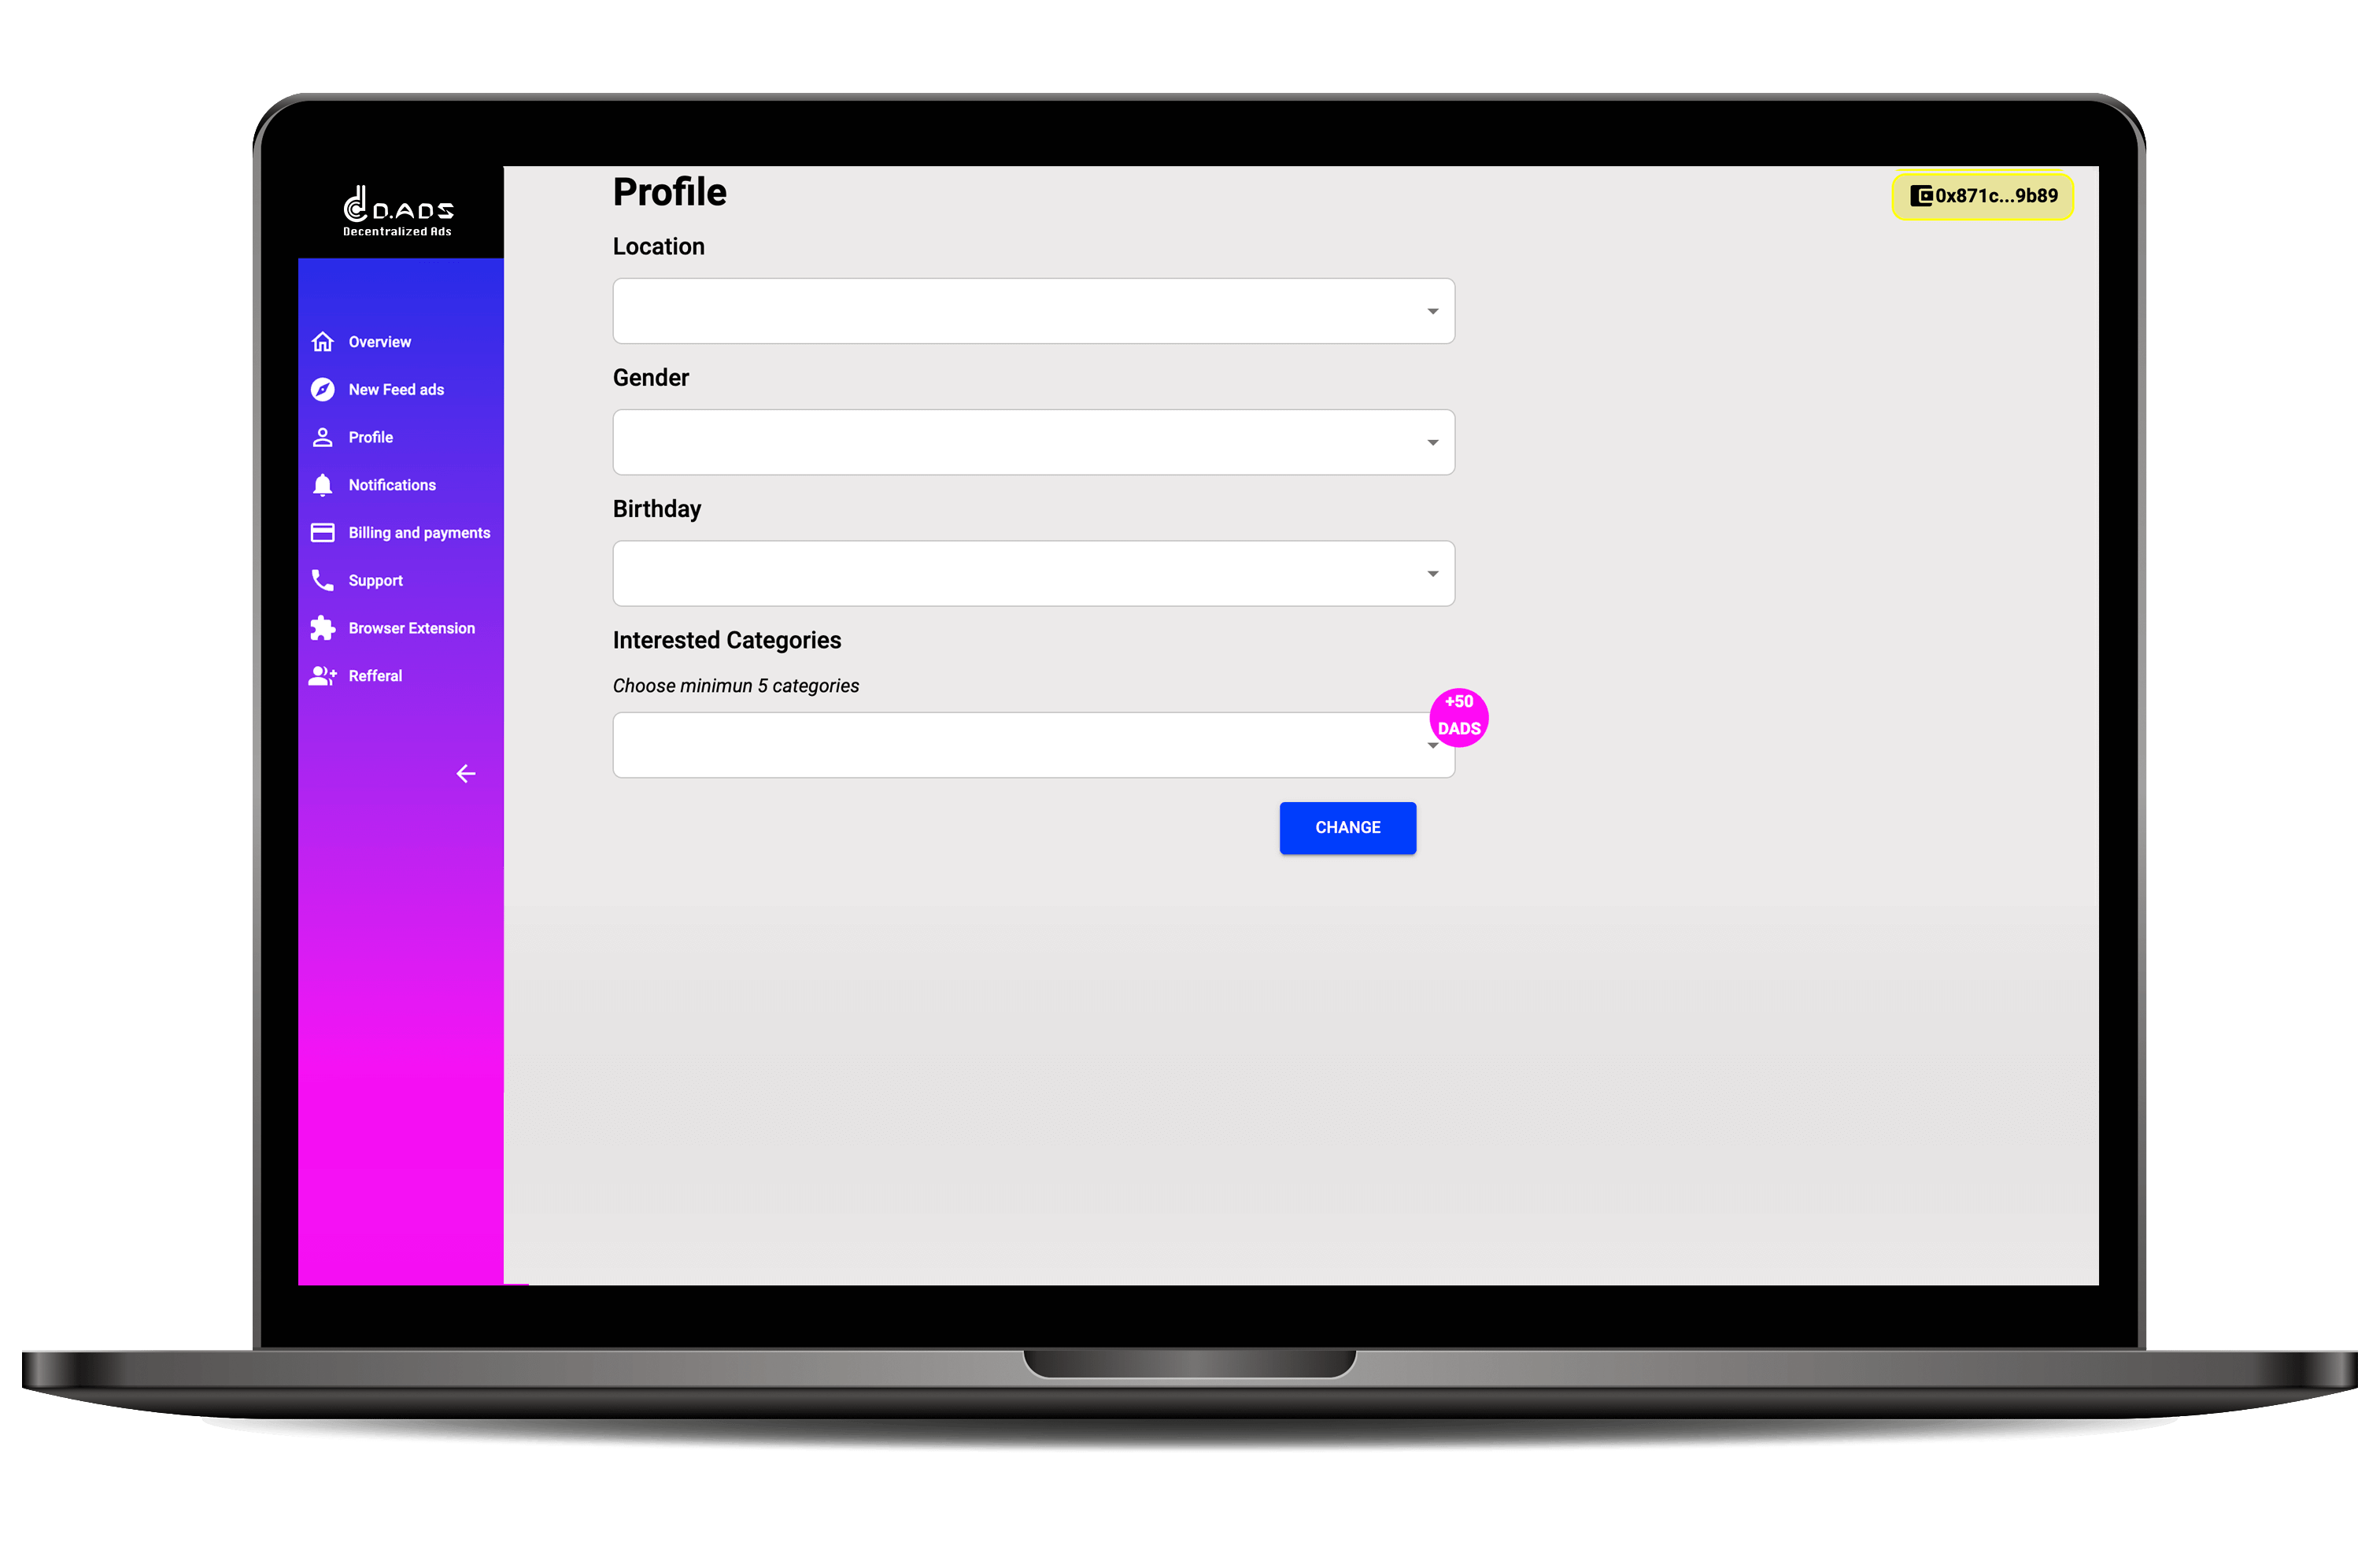 D.ADS
Decentralized Ads
Overview
New Feed ads
Profile
Notifications
Billing and payments
Support
Browser Extension
Refferal
Profile
0x871c...9b89
Location
Gender
Birthday
Interested Categories
Choose minimun 5 categories
+50
DADS
CHANGE